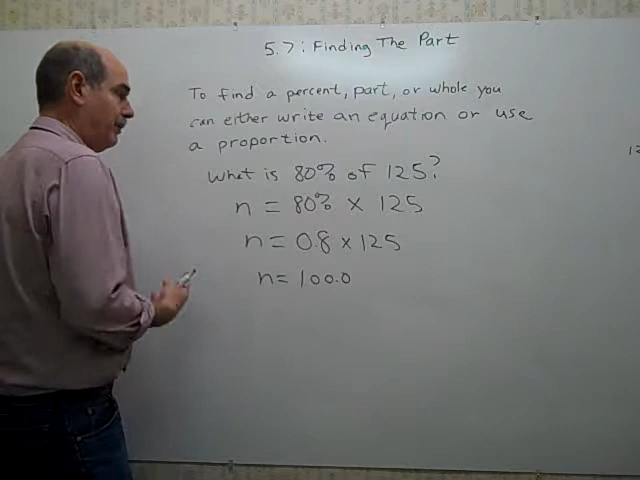 5.7: Finding The Part
To find a percent, part, or whole you
can either write an equation or use
a proportion.
What is 80% of 125?
n = 80% x 125
n = 0.8 x 125
n = 100.0
12